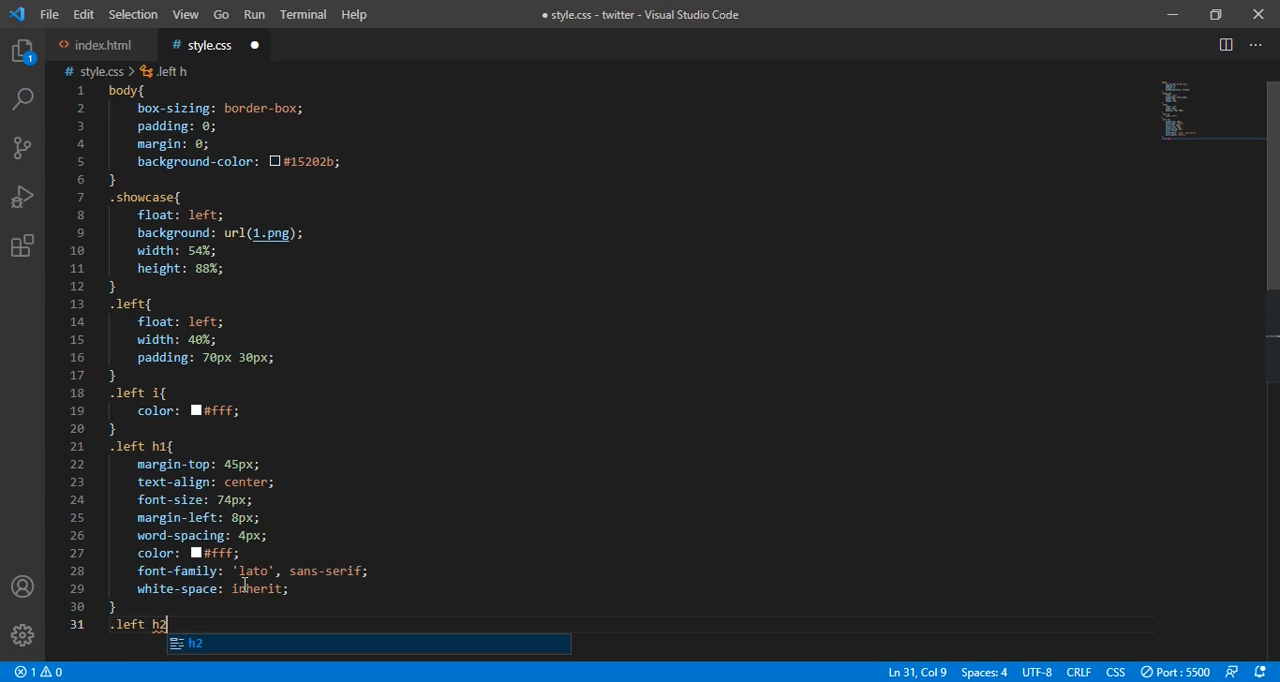 File Edit Selection View Go Run Terminal Help ● style.css - twitter - Visual Studio Code
<> index.html # style.css ●
# style.css > .left h
1 body{
2 box-sizing: border-box;
3 padding: 0;
4 margin: 0;
5 background-color: #15202b;
6 }
7 .showcase{
8 float: left;
9 background: url(1.png);
10 width: 54%;
11 height: 88%;
12 }
13 .left{
14 float: left;
15 width: 40%;
16 padding: 70px 30px;
17 }
18 .left i{
19 color: #fff;
20 }
21 .left h1{
22 margin-top: 45px;
23 text-align: center;
24 font-size: 74px;
25 margin-left: 8px;
26 word-spacing: 4px;
27 color: #fff;
28 font-family: 'lato', sans-serif;
29 white-space: inherit;
30 }
31 .left h2
h2
1
1 0 Ln 31, Col 9 Spaces: 4 UTF-8 CRLF CSS Port : 5500